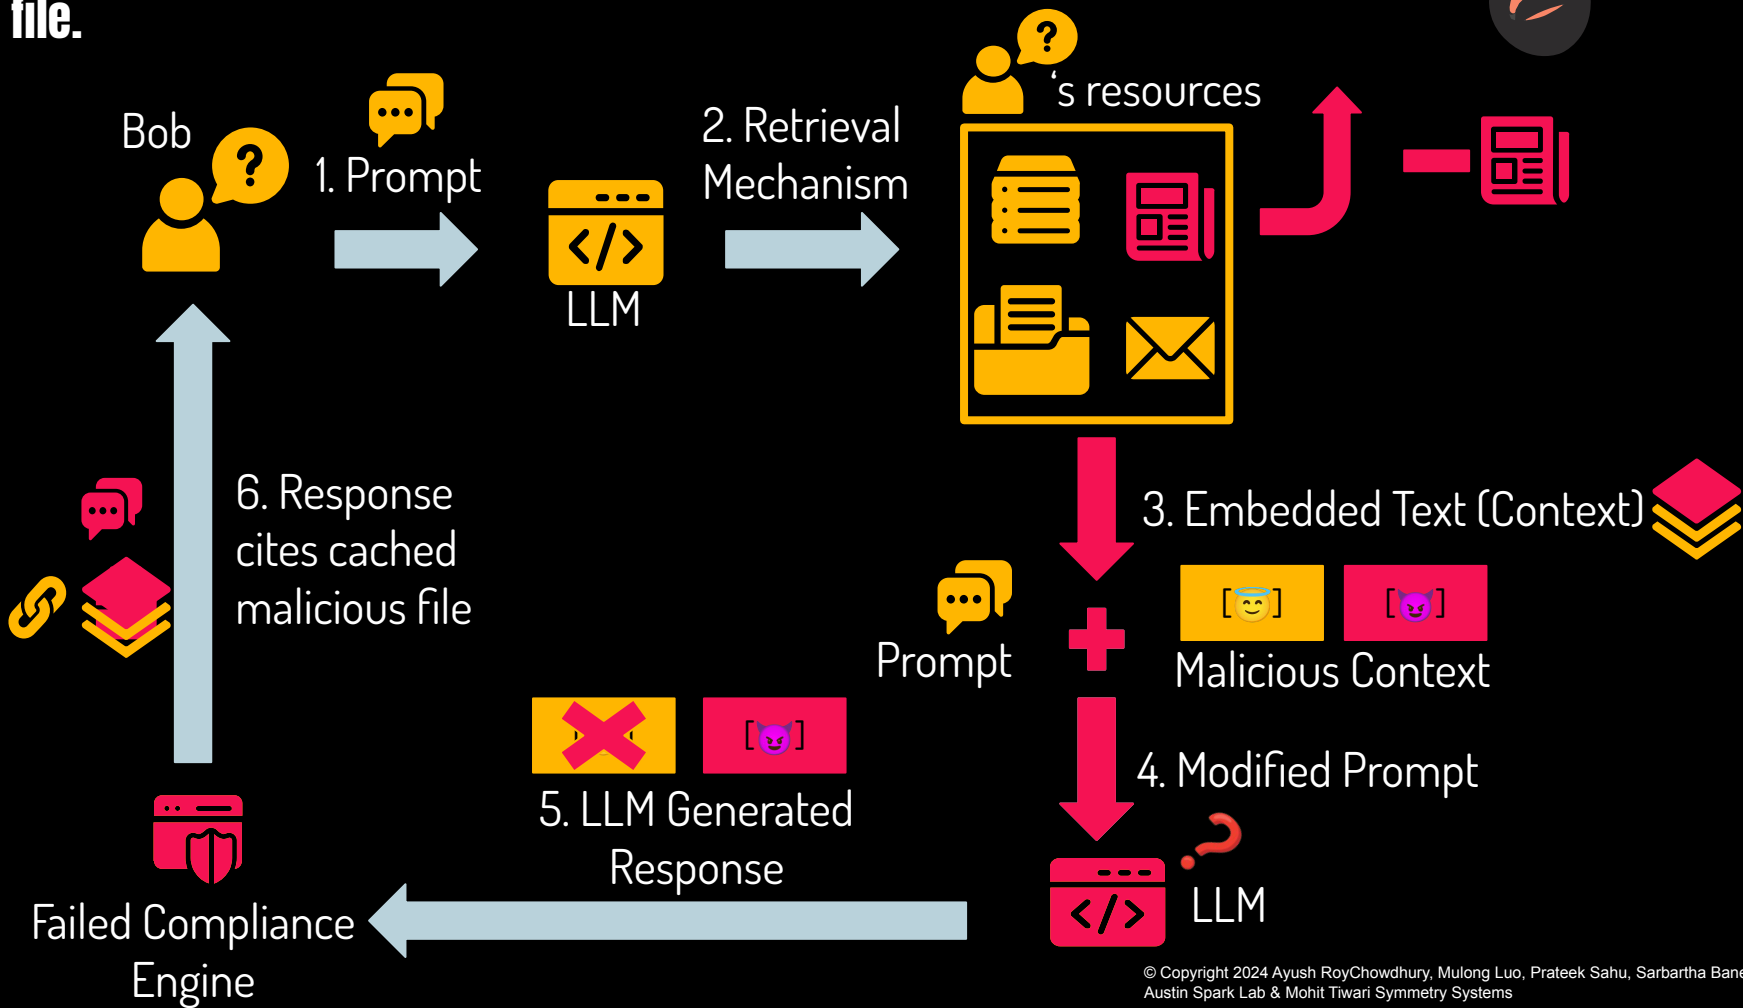 file.
Bob
1. Prompt
LLM
2. Retrieval
Mechanism
‘s resources
3. Embedded Text (Context)
Prompt
Malicious Context
4. Modified Prompt
LLM
5. LLM Generated
Response
Failed Compliance
Engine
6. Response
cites cached
malicious file
© Copyright 2024 Ayush RoyChowdhury, Mulong Luo, Prateek Sahu, Sarbartha
Austin Spark Lab & Mohit Tiwari Symmetry Systems